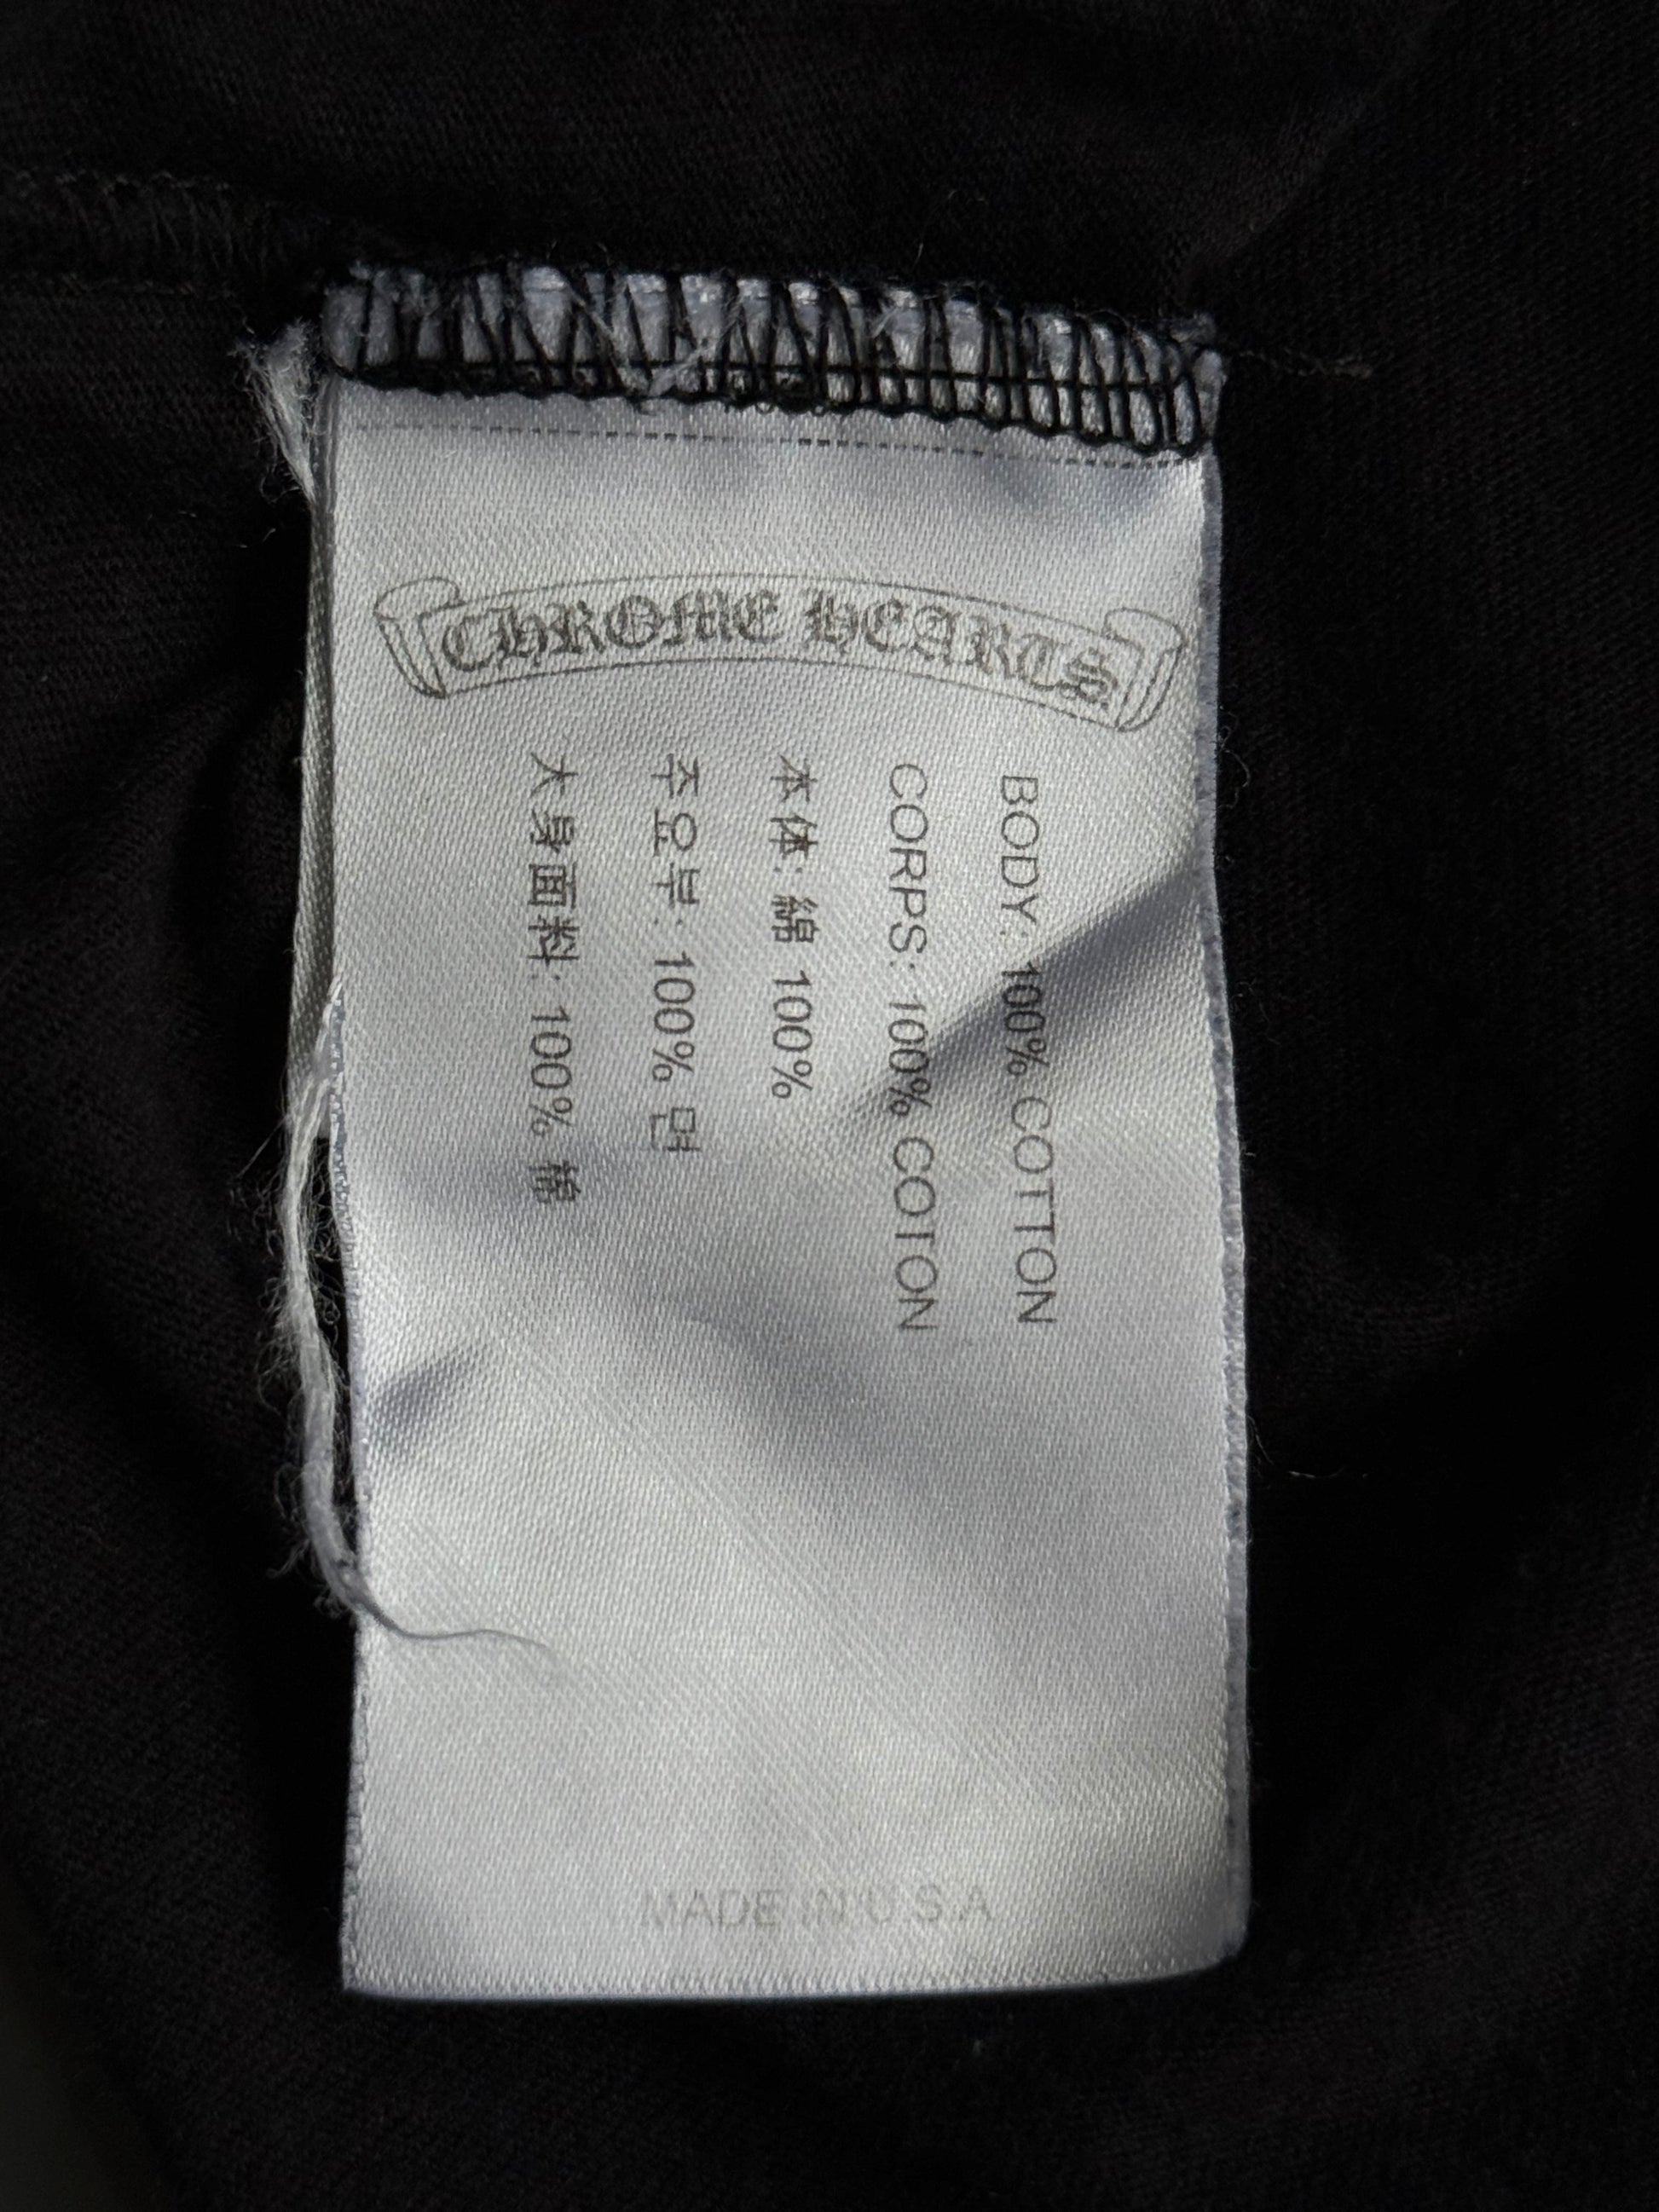 CHROME HEARTS
BODY: 100% COTTON
CORPS: 100% COTON
本体: 綿 100%
주요부: 100% 면
大身面料: 100% 棉
MADE IN U.S.A